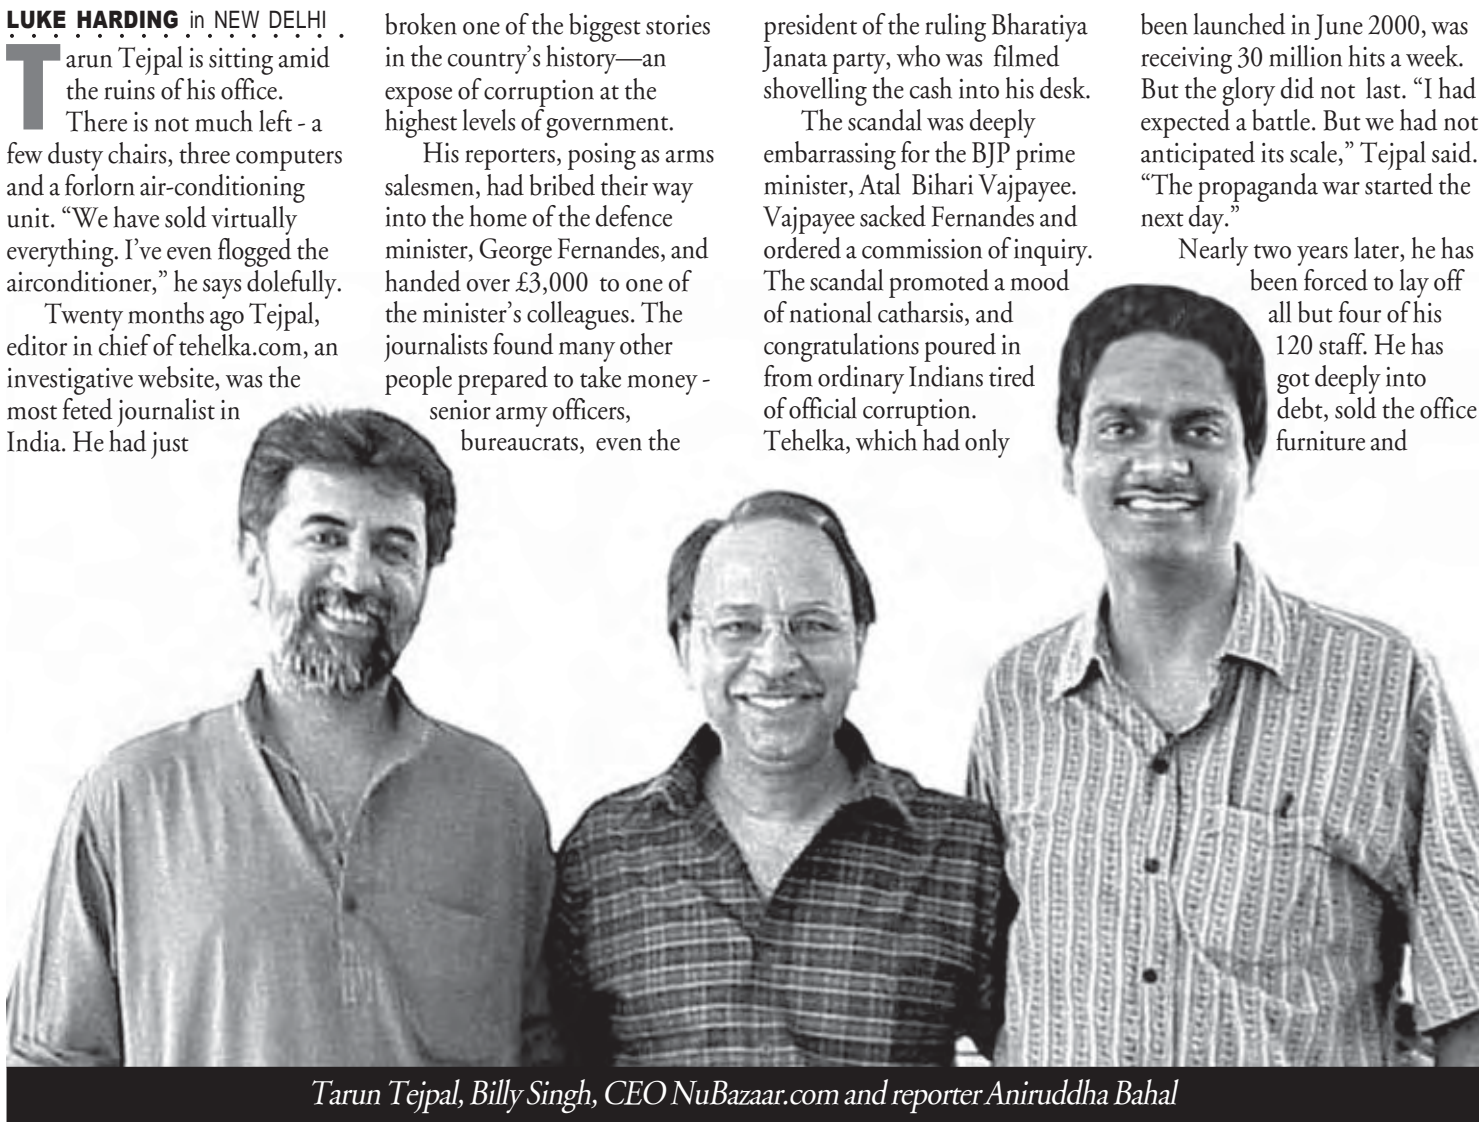 LUKE HARDING in NEW DELHI
Tarun Tejpal is sitting amid
the ruins of his office.
There is not much left - a
few dusty chairs, three computers
and a forlorn air-conditioning
unit. “We have sold virtually
everything. I’ve even flogged the
airconditioner,” he says dolefully.
Twenty months ago Tejpal,
editor in chief of tehelka.com, an
investigative website, was the
most feted journalist in
India. He had just
broken one of the biggest stories
in the country’s history—an
expose of corruption at the
highest levels of government.
His reporters, posing as arms
salesmen, had bribed their way
into the home of the defence
minister, George Fernandes, and
handed over £3,000 to one of
the minister’s colleagues. The
journalists found many other
people prepared to take money -
senior army officers,
bureaucrats, even the
president of the ruling Bharatiya
Janata party, who was filmed
shovelling the cash into his desk.
The scandal was deeply
embarrassing for the BJP prime
minister, Atal Bihari Vajpayee.
Vajpayee sacked Fernandes and
ordered a commission of inquiry.
The scandal promoted a mood
of national catharsis, and
congratulations poured in
from ordinary Indians tired
of official corruption.
Tehelka, which had only
been launched in June 2000, was
receiving 30 million hits a week.
But the glory did not last. “I had
expected a battle. But we had not
anticipated its scale,” Tejpal said.
“The propaganda war started the
next day.”
Nearly two years later, he has
been forced to lay off
all but four of his
120 staff. He has
got deeply into
debt, sold the office
furniture and
Tarun Tejpal, Billy Singh, CEO NuBazaar.com and reporter Aniruddha Bahal